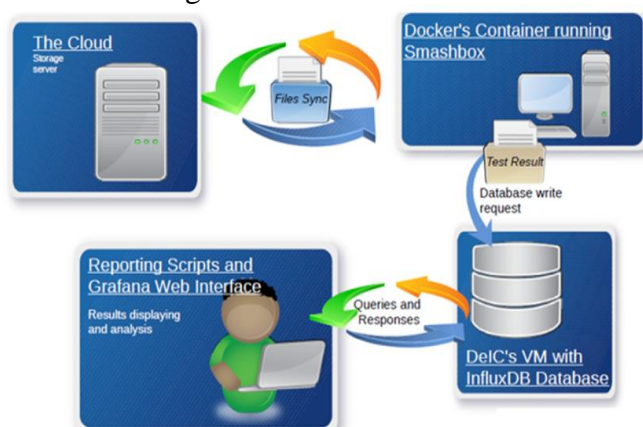 The Cloud
Storage
server
Files Sync
Docker's Container running
Smashbox
Test Result
Database write
request
Reporting Scripts and
Grafana Web Interface
Results displaying
and analysis
Queries and
Responses
DeIC's VM with
InfluxDB Database